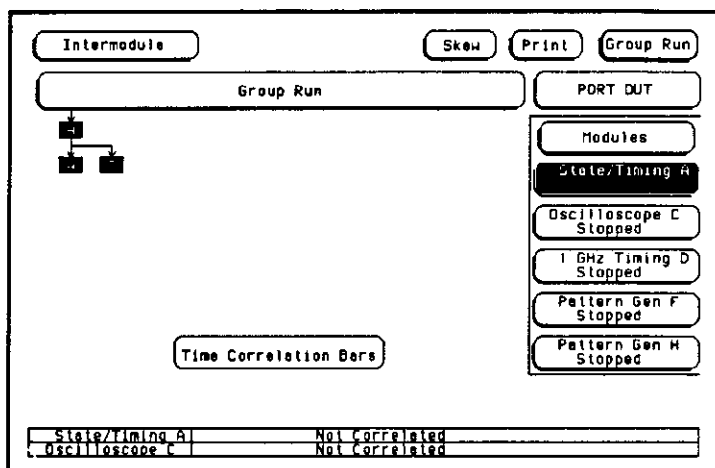 Intermodule
Skew
Print
Group Run
Group Run
PORT OUT
Modules
State/Timing A
Oscilloscope C
Stopped
1 GHz Timing D
Stopped
Pattern Gen F
Stopped
Pattern Gen H
Stopped
Time Correlation Bars
State/Timing A Not Correlated
Oscilloscope C Not Correlated